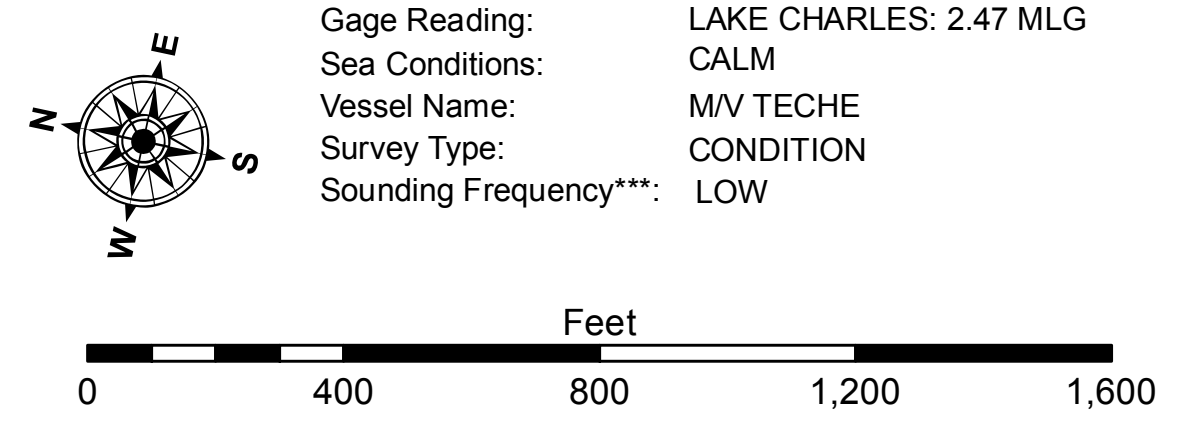 Gage Reading: LAKE CHARLES: 2.47 MLG
Sea Conditions: CALM
Vessel Name: M/V TECHE
Survey Type: CONDITION
Sounding Frequency***: LOW
E
N
S
W
Feet
0 400 800 1,200 1,600